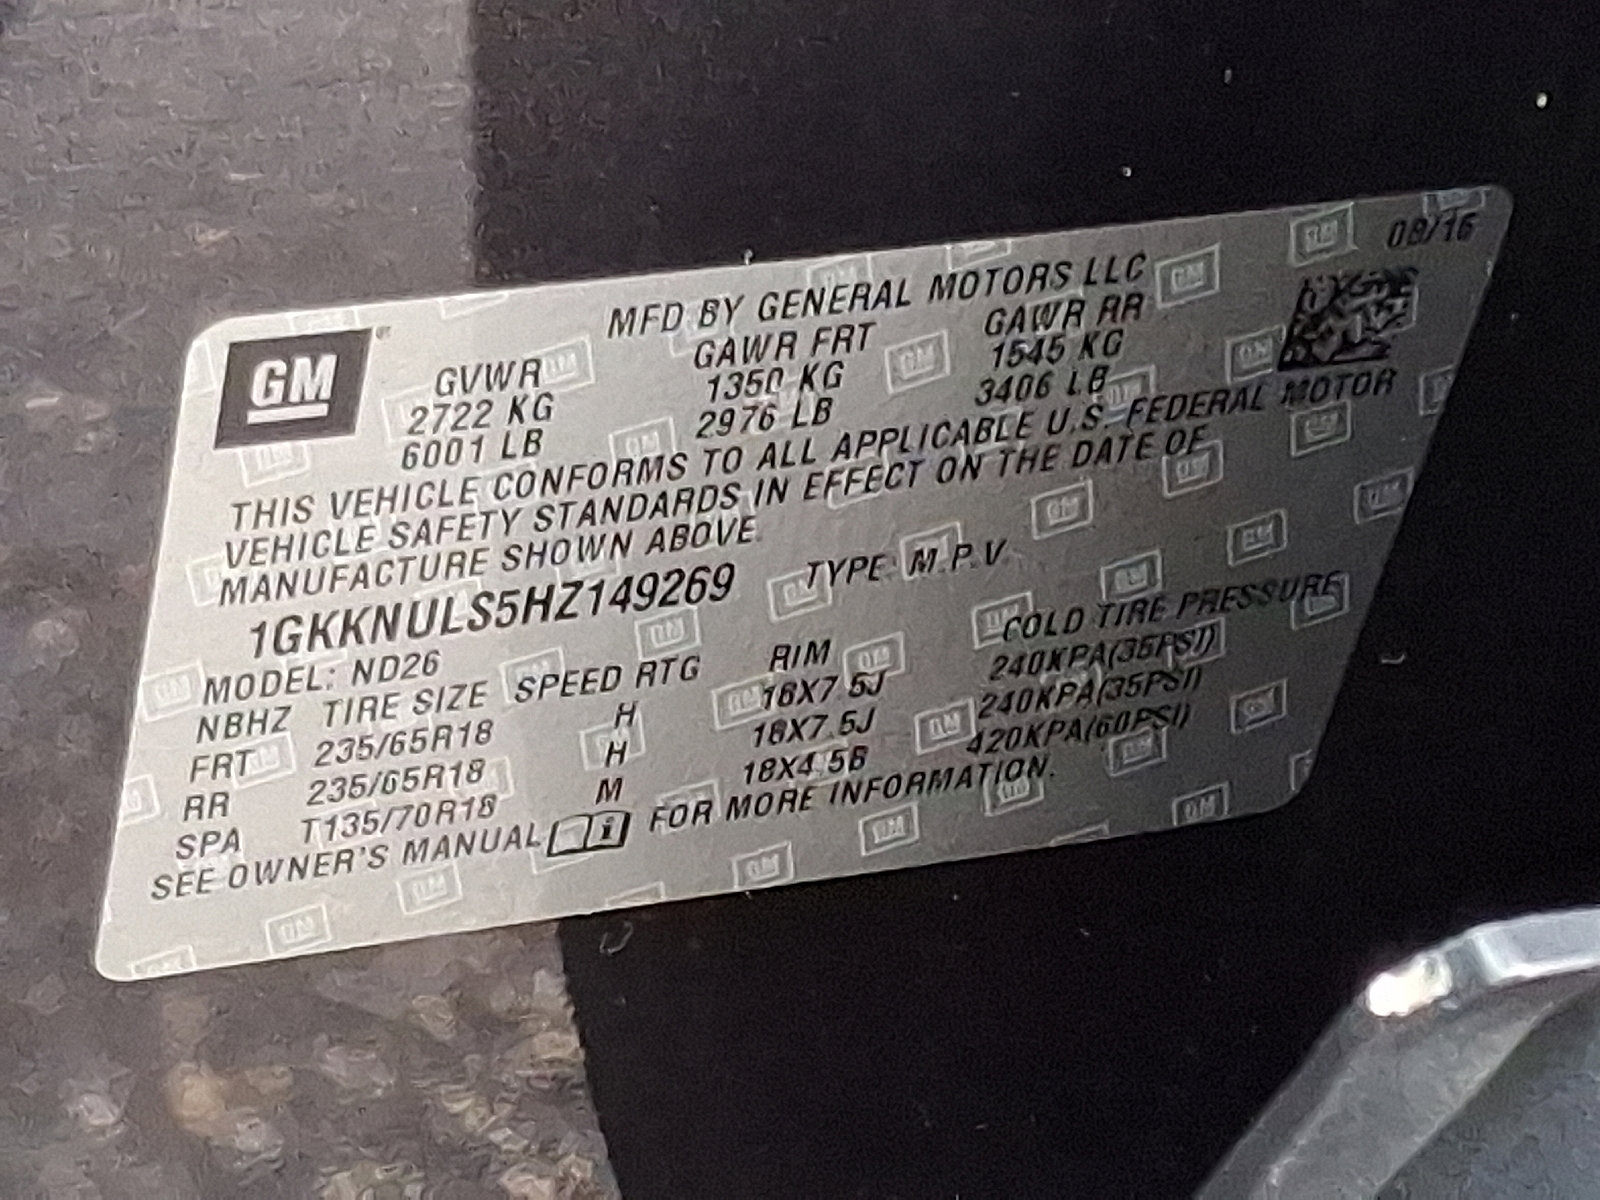 08/16
MFD BY GENERAL MOTORS LLC
GM
GVWR GAWR FRT GAWR RR
2722 KG 1350 KG 1545 KG
6001 LB 2976 LB 3406 LB
THIS VEHICLE CONFORMS TO ALL APPLICABLE U.S. FEDERAL MOTOR
VEHICLE SAFETY STANDARDS IN EFFECT ON THE DATE OF
MANUFACTURE SHOWN ABOVE.
1GKKNULS5HZ149269 TYPE: M.P.V.
MODEL: ND26
NBHZ TIRE SIZE SPEED RTG RIM COLD TIRE PRESSURE
FRT 235/65R18 H 18X7.5J 240KPA(35PSI)
RR 235/65R18 H 18X7.5J 240KPA(35PSI)
SPA T135/70R18 M 18X4.5B 420KPA(60PSI)
SEE OWNER'S MANUAL FOR MORE INFORMATION.